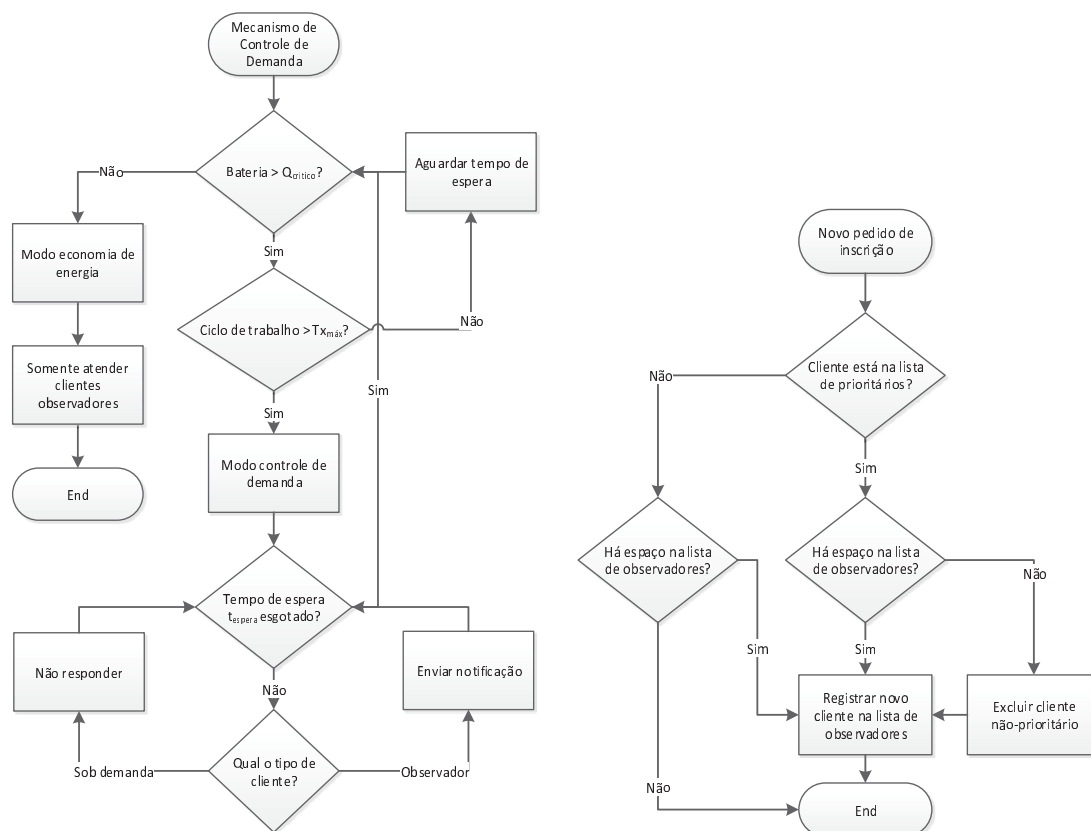 Mecanismo de
Controle de
Demanda
Bateria > Qcrítico?
Não
Sim
Aguardar tempo de
espera
Modo economia de
energia
Ciclo de trabalho > Txmáx?
Não
Somente atender
clientes
observadores
Sim
Sim
End
Modo controle de
demanda
Tempo de espera
tespera esgotado?
Não responder
Enviar notificação
Não
Qual o tipo de
cliente?
Sob demanda
Observador
Novo pedido de
inscrição
Cliente está na lista
de prioritários?
Não
Sim
Há espaço na lista
de observadores?
Há espaço na lista
de observadores?
Não
Sim
Sim
Registrar novo
cliente na lista de
observadores
Excluir cliente
não-prioritário
Não
End